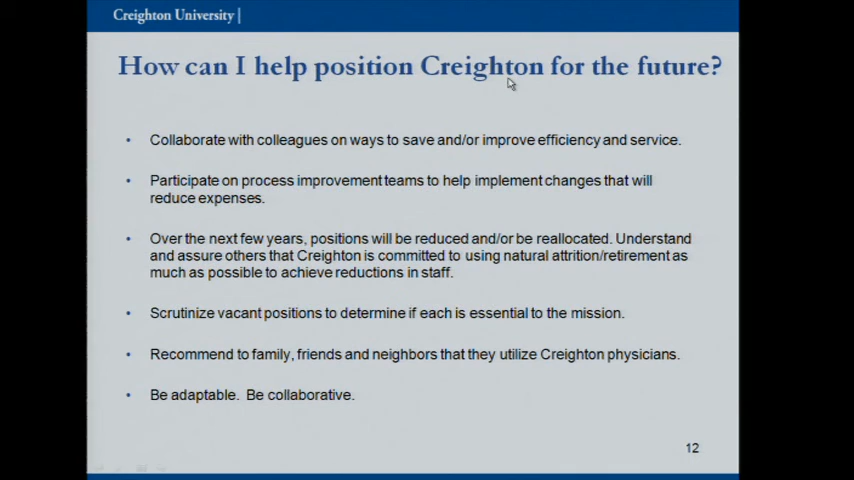 Creighton University
How can I help position Creighton for the future?
• Collaborate with colleagues on ways to save and/or improve efficiency and service.
• Participate on process improvement teams to help implement changes that will
reduce expenses.
• Over the next few years, positions will be reduced and/or be reallocated. Understand
and assure others that Creighton is committed to using natural attrition/retirement as
much as possible to achieve reductions in staff.
• Scrutinize vacant positions to determine if each is essential to the mission.
• Recommend to family, friends and neighbors that they utilize Creighton physicians.
• Be adaptable. Be collaborative.
12